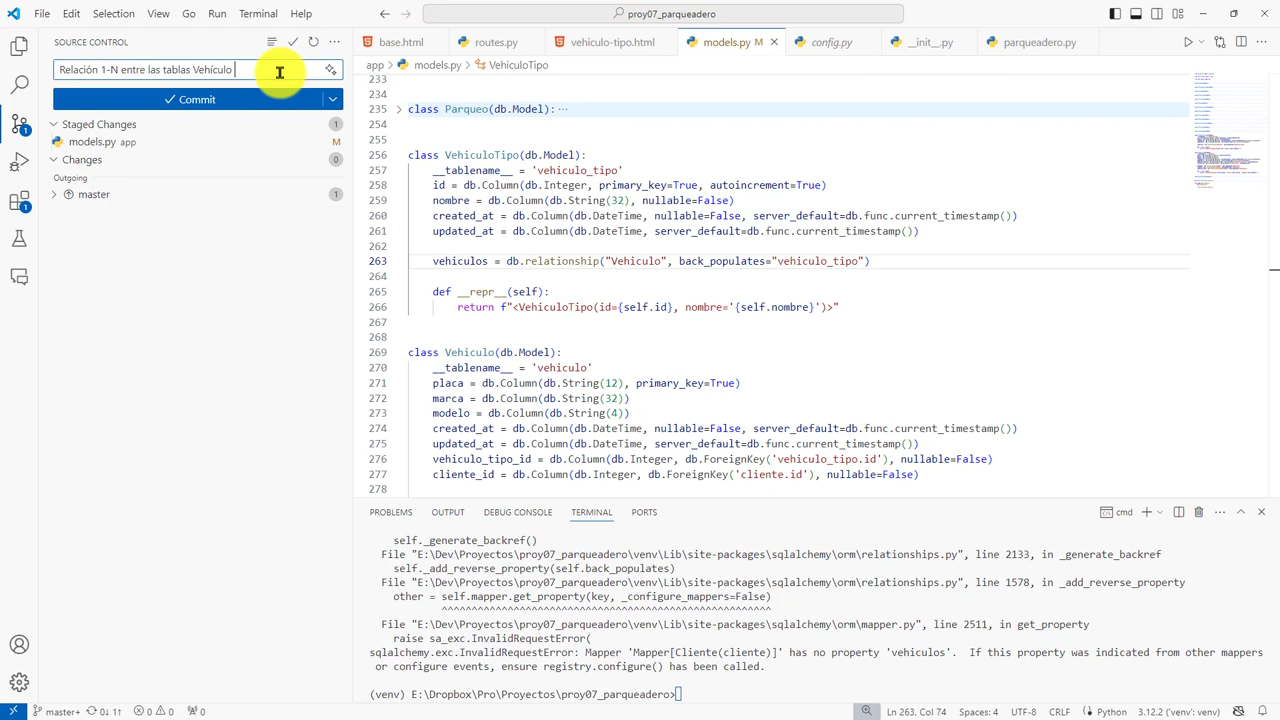 File Edit Selection View Go Run Terminal Help
proy07_parqueadero
SOURCE CONTROL
Relación 1-N entre las tablas Vehículo
Commit
Staged Changes
models.py app M
Changes 0
Outgoing
master
1
1
base.html routes.py vehiculo-tipo.html models.py M config.py __init__.py parqueadero.py
app > models.py > VehiculoTipo
233
234
235 class Parqueo(db.Model):
254
255
256 class VehiculoTipo(db.Model):
258 id = db.Column(db.Integer, primary_key=True, autoincrement=True)
259 nombre = db.Column(db.String(32), nullable=False)
260 created_at = db.Column(db.DateTime, nullable=False, server_default=db.func.current_timestamp())
261 updated_at = db.Column(db.DateTime, server_default=db.func.current_timestamp())
262
263 vehiculos = db.relationship("Vehiculo", back_populates="vehiculo_tipo")
264
265 def __repr__(self):
266 return f"<VehiculoTipo(id={self.id}, nombre='{self.nombre}')>"
267
268
269 class Vehiculo(db.Model):
270 __tablename__ = 'vehiculo'
271 placa = db.Column(db.String(12), primary_key=True)
272 marca = db.Column(db.String(32))
273 modelo = db.Column(db.String(4))
274 created_at = db.Column(db.DateTime, nullable=False, server_default=db.func.current_timestamp())
275 updated_at = db.Column(db.DateTime, server_default=db.func.current_timestamp())
276 vehiculo_tipo_id = db.Column(db.Integer, db.ForeignKey('vehiculo_tipo.id'), nullable=False)
277 cliente_id = db.Column(db.Integer, db.ForeignKey('cliente.id'), nullable=False)
278
PROBLEMS OUTPUT DEBUG CONSOLE TERMINAL PORTS
cmd
self._generate_backref()
File "E:\Dev\Proyectos\proy07_parqueadero\venv\Lib\site-packages\sqlalchemy\orm\relationships.py", line 2133, in _generate_backref
self._add_reverse_property(self.back_populates)
File "E:\Dev\Proyectos\proy07_parqueadero\venv\Lib\site-packages\sqlalchemy\orm\relationships.py", line 1578, in _add_reverse_property
other = self.mapper.get_property(key, _configure_mappers=False)
^^^^^^^^^^^^^^^^^^^^^^^^^^^^^^^^^^^^^^^^^^^^^^^^^^^^^^^
File "E:\Dev\Proyectos\proy07_parqueadero\venv\Lib\site-packages\sqlalchemy\orm\mapper.py", line 2511, in get_property
raise sa_exc.InvalidRequestError(
sqlalchemy.exc.InvalidRequestError: Mapper 'Mapper[Cliente(cliente)]' has no property 'vehiculos'. If this property was indicated from other mappers
or configure events, ensure registry.configure() has been called.
(venv) E:\Dropbox\Pro\Proyectos\proy07_parqueadero>
master+ 0↓ 1↑ 0 0 0 Ln 263, Col 74 Spaces: 4 UTF-8 CRLF Python 3.12.2 ('venv': venv)